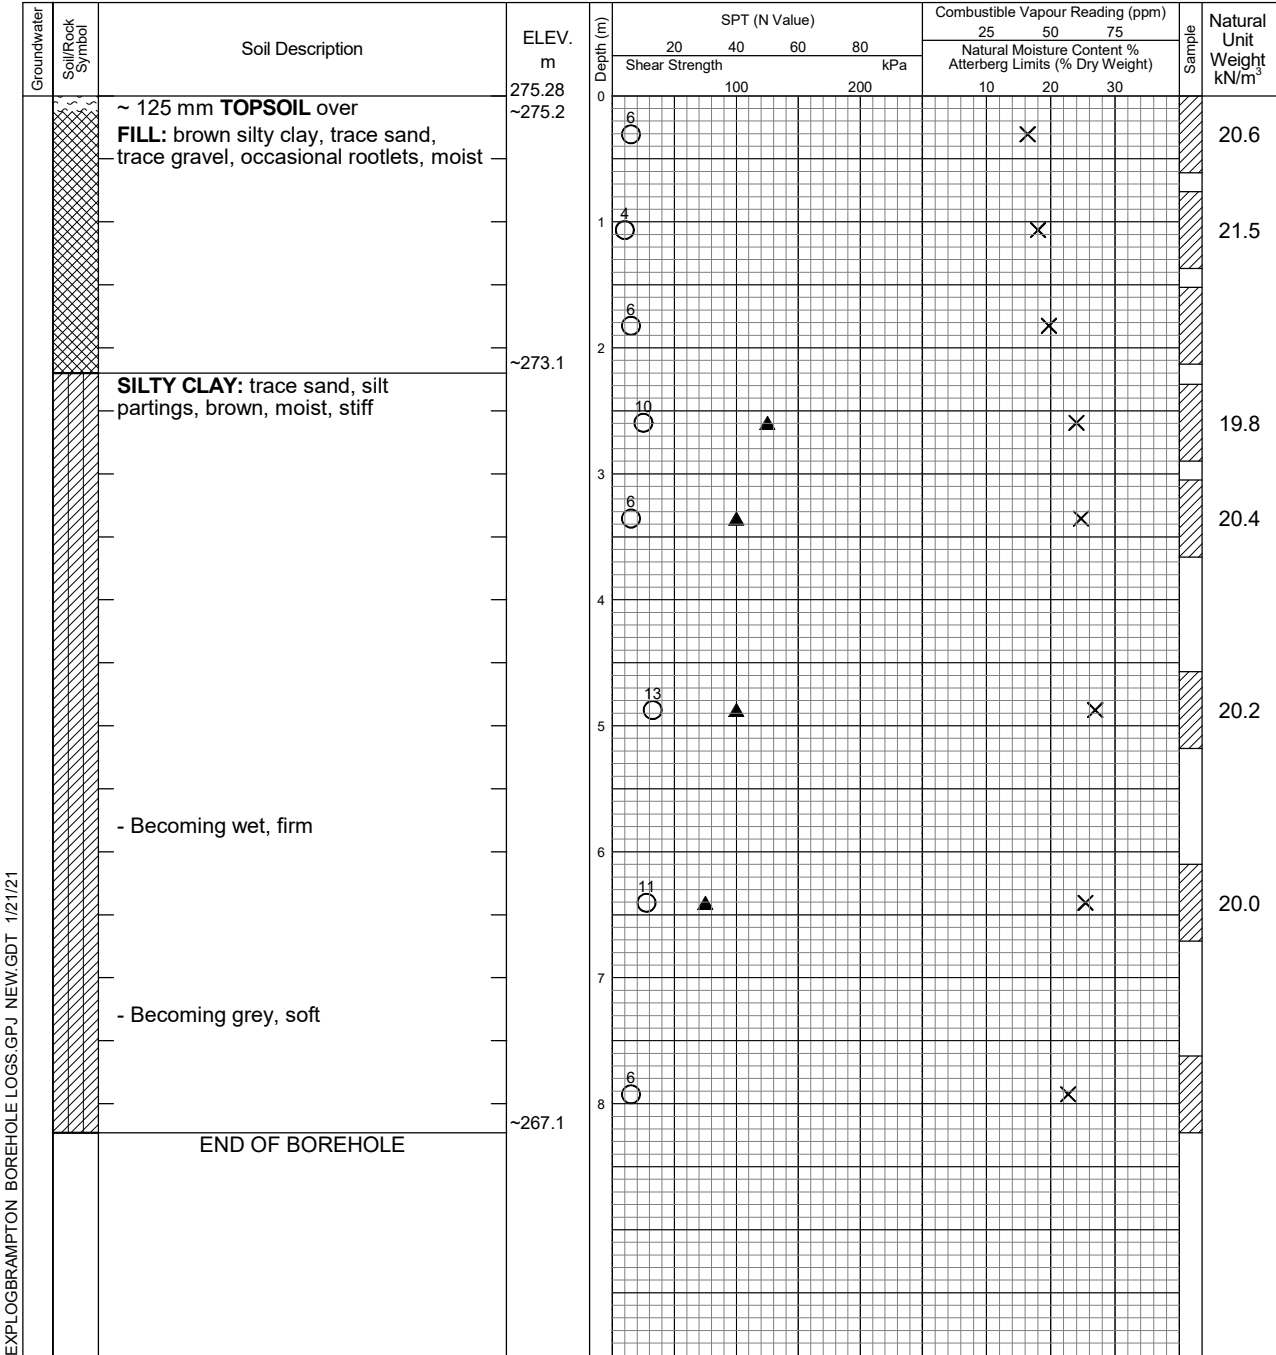 Groundwater
Soil/Rock
Symbol
Soil Description
ELEV.
m
275.28
Depth (m)
SPT (N Value)
20 40 60 80
Shear Strength kPa
100 200
Combustible Vapour Reading (ppm)
25 50 75
Natural Moisture Content %
Atterberg Limits (% Dry Weight)
10 20 30
Sample
Natural
Unit
Weight
kN/m³
0
~ 125 mm TOPSOIL over
~275.2
FILL: brown silty clay, trace sand,
trace gravel, occasional rootlets, moist
6
20.6
4
1
21.5
6
2
~273.1
SILTY CLAY: trace sand, silt
partings, brown, moist, stiff
10
19.8
3
6
20.4
4
13
20.2
5
- Becoming wet, firm
6
11
20.0
7
- Becoming grey, soft
6
8
~267.1
END OF BOREHOLE
EXPLOGBRAMPTON BOREHOLE LOGS.GPJ NEW.GDT 1/21/21